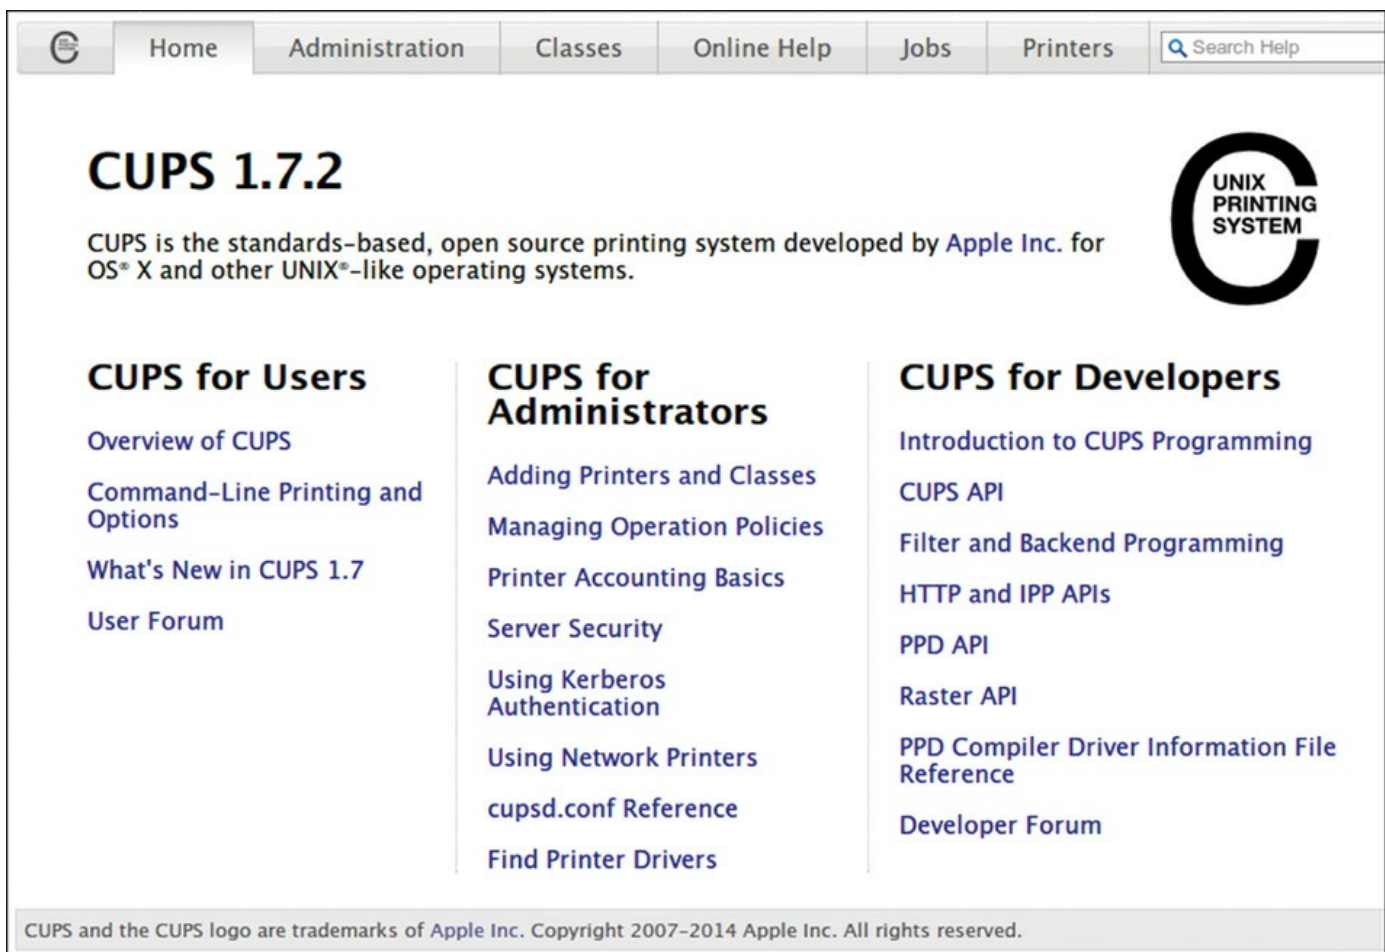 Home Administration Classes Online Help Jobs Printers Search Help
CUPS 1.7.2
CUPS is the standards-based, open source printing system developed by Apple Inc. for
OS® X and other UNIX®-like operating systems.
UNIX
PRINTING
SYSTEM
CUPS for Users
Overview of CUPS
Command-Line Printing and
Options
What's New in CUPS 1.7
User Forum
CUPS for
Administrators
Adding Printers and Classes
Managing Operation Policies
Printer Accounting Basics
Server Security
Using Kerberos
Authentication
Using Network Printers
cupsd.conf Reference
Find Printer Drivers
CUPS for Developers
Introduction to CUPS Programming
CUPS API
Filter and Backend Programming
HTTP and IPP APIs
PPD API
Raster API
PPD Compiler Driver Information File
Reference
Developer Forum
CUPS and the CUPS logo are trademarks of Apple Inc. Copyright 2007-2014 Apple Inc. All rights reserved.